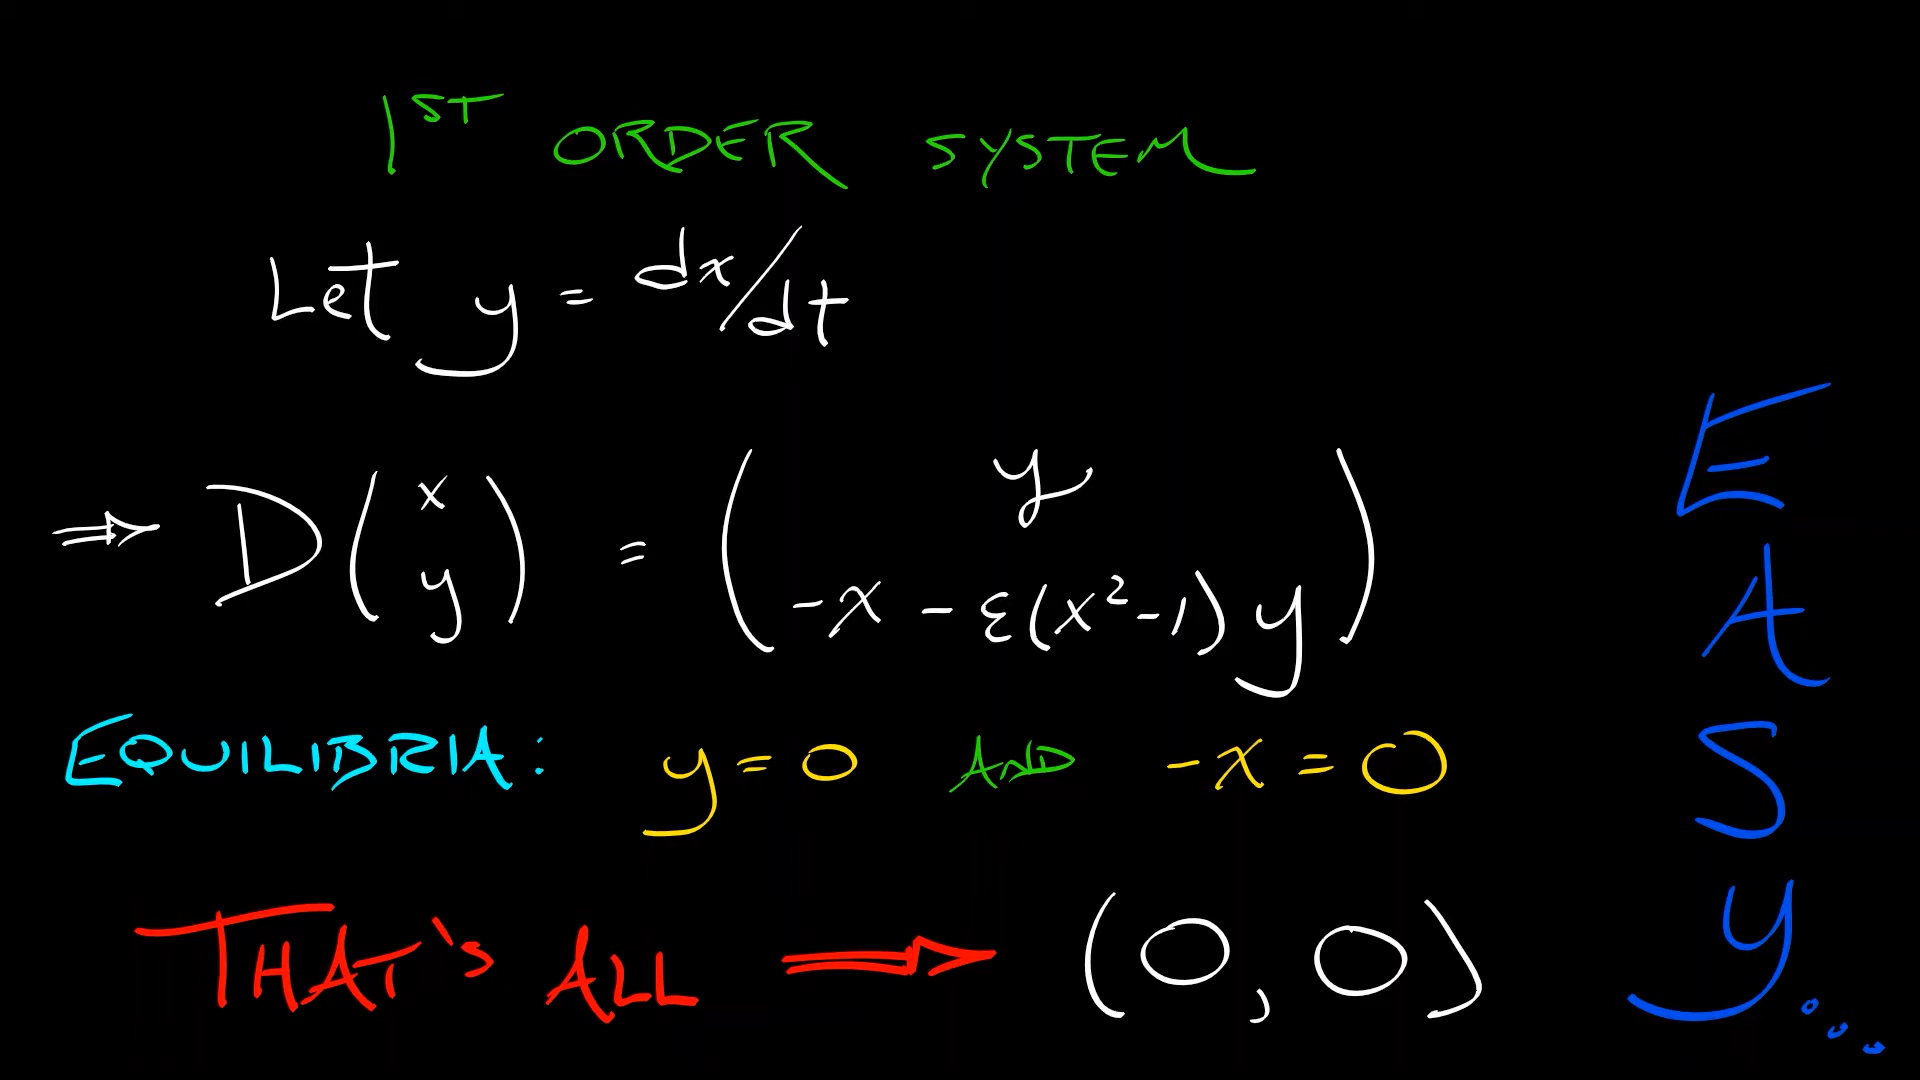 1ST ORDER SYSTEM
Let y = dx/dt
⇒ D(x y) = (y -x - ε(x²-1)y)
EQUILIBRIA: y=0 AND -x=0
THAT'S ALL ⇒ (0,0)
EASY...